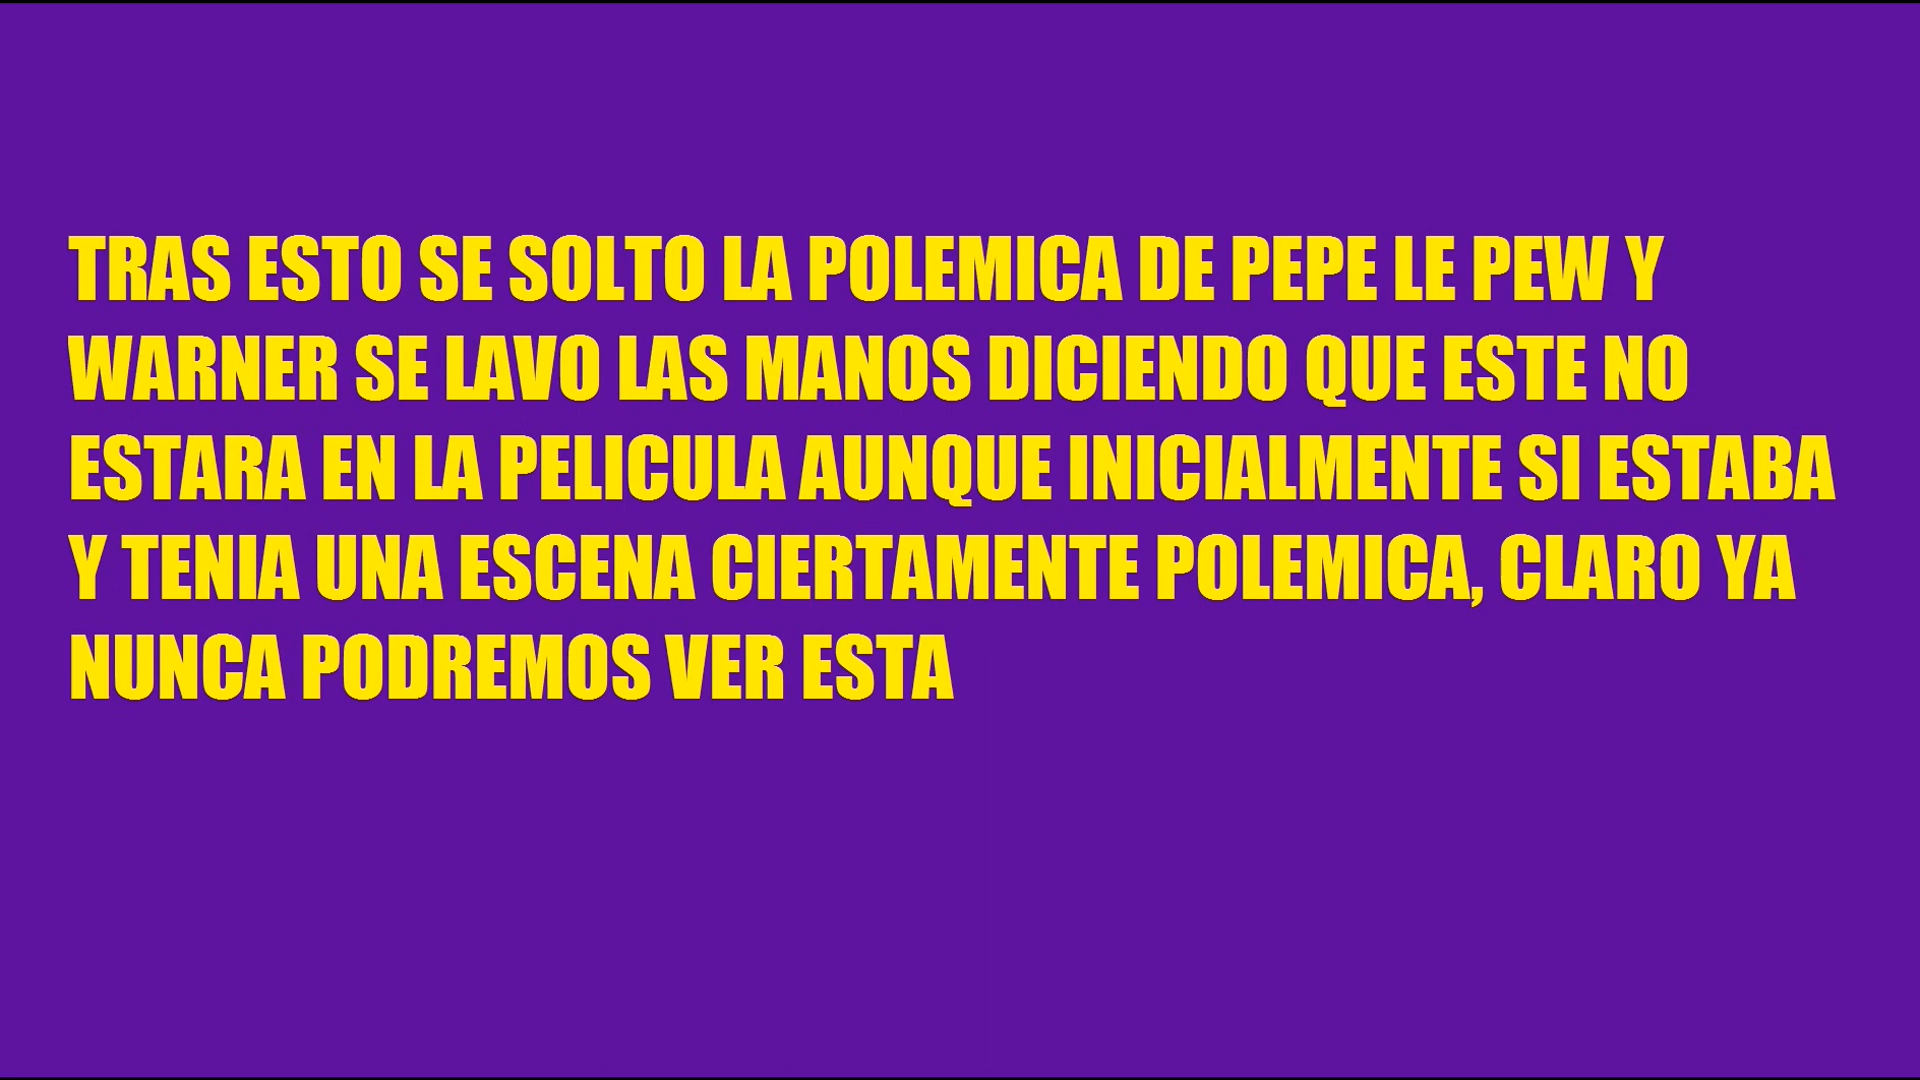 TRAS ESTO SE SOLTO LA POLEMICA DE PEPE LE PEW Y
WARNER SE LAVO LAS MANOS DICIENDO QUE ESTE NO
ESTARA EN LA PELICULA AUNQUE INICIALMENTE SI ESTABA
Y TENIA UNA ESCENA CIERTAMENTE POLEMICA, CLARO YA
NUNCA PODREMOS VER ESTA